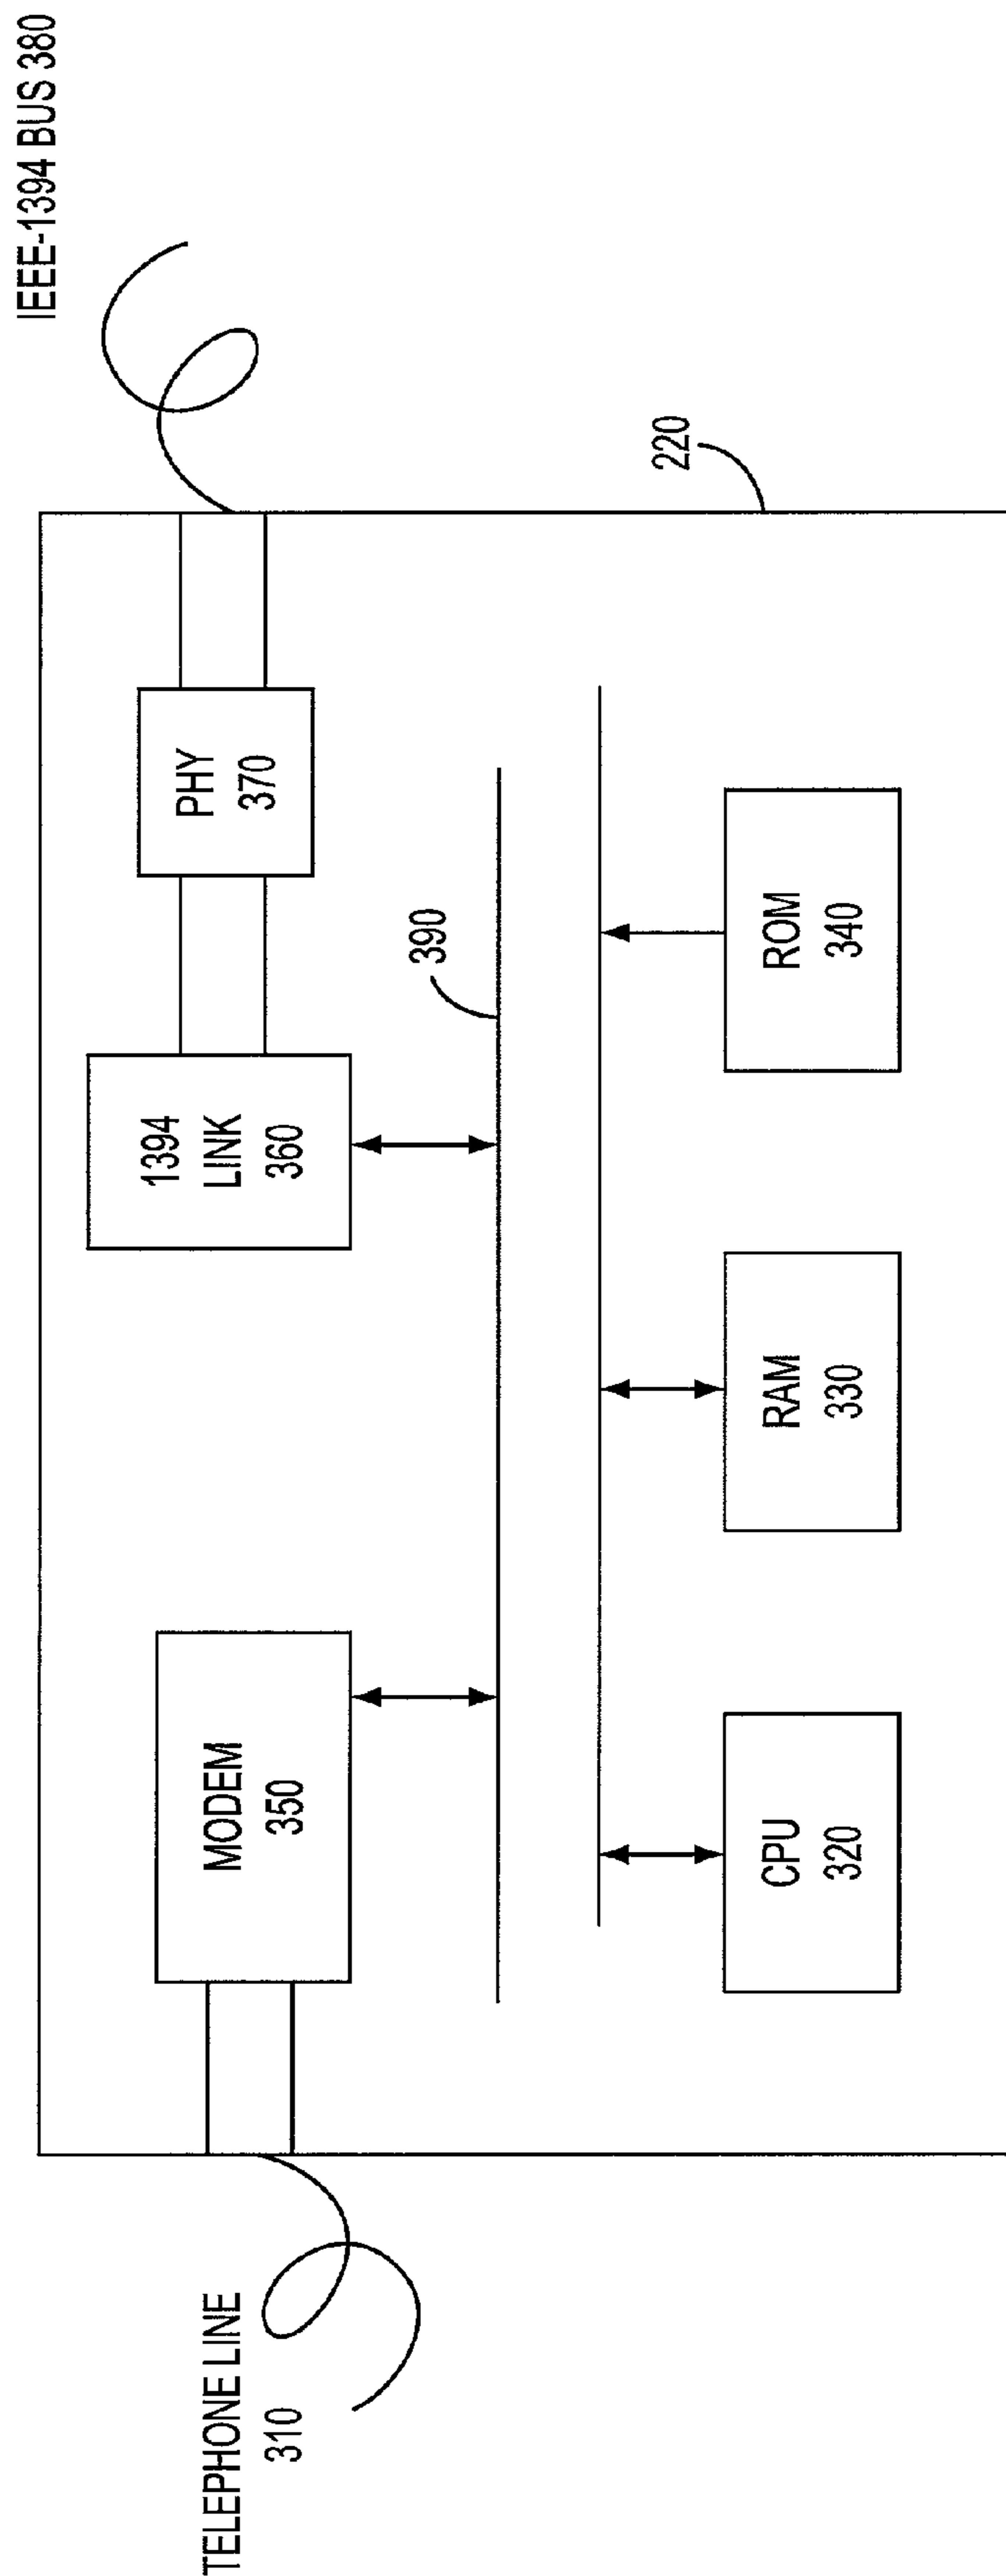 IEEE-1394 BUS 380
TELEPHONE LINE
310
MODEM
350
1394
LINK
360
PHY
370
390
220
CPU
320
RAM
330
ROM
340